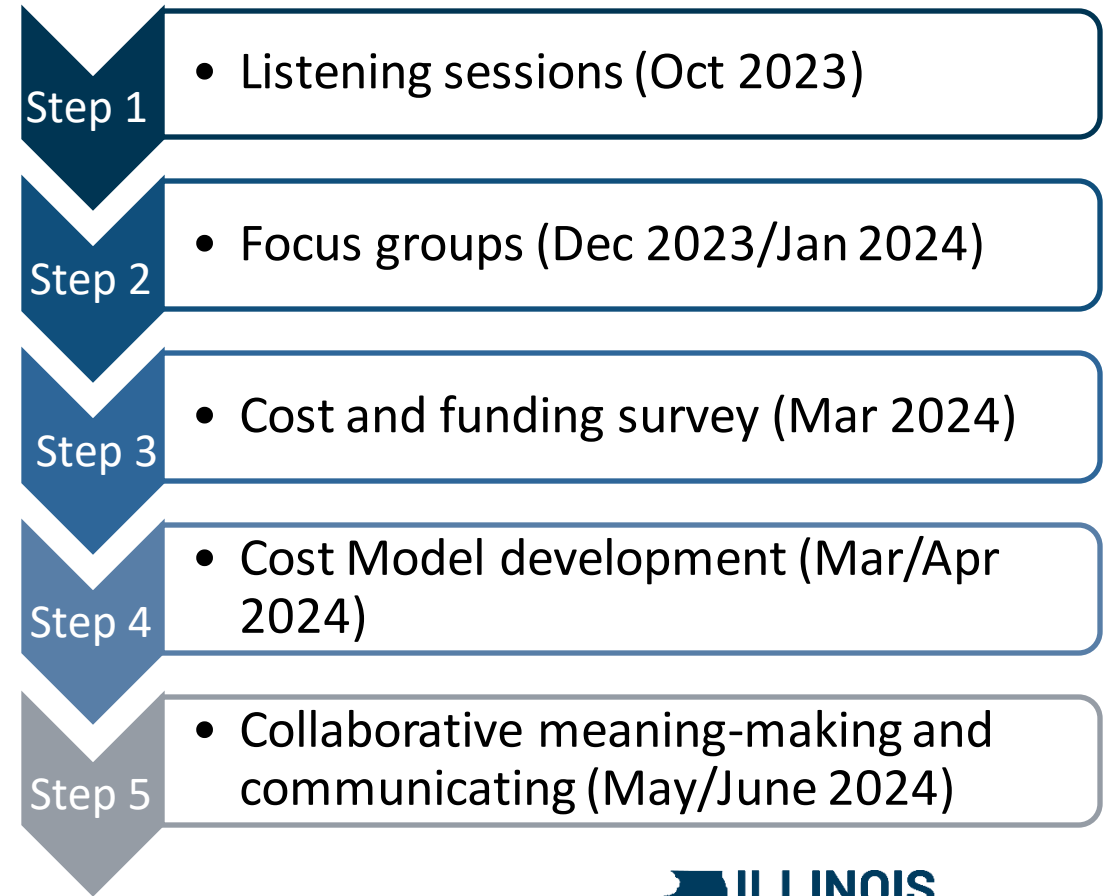 Step 1
• Listening sessions (Oct 2023)
Step 2
• Focus groups (Dec 2023/Jan 2024)
Step 3
• Cost and funding survey (Mar 2024)
Step 4
• Cost Model development (Mar/Apr
2024)
Step 5
• Collaborative meaning-making and
communicating (May/June 2024)
ILLINOIS